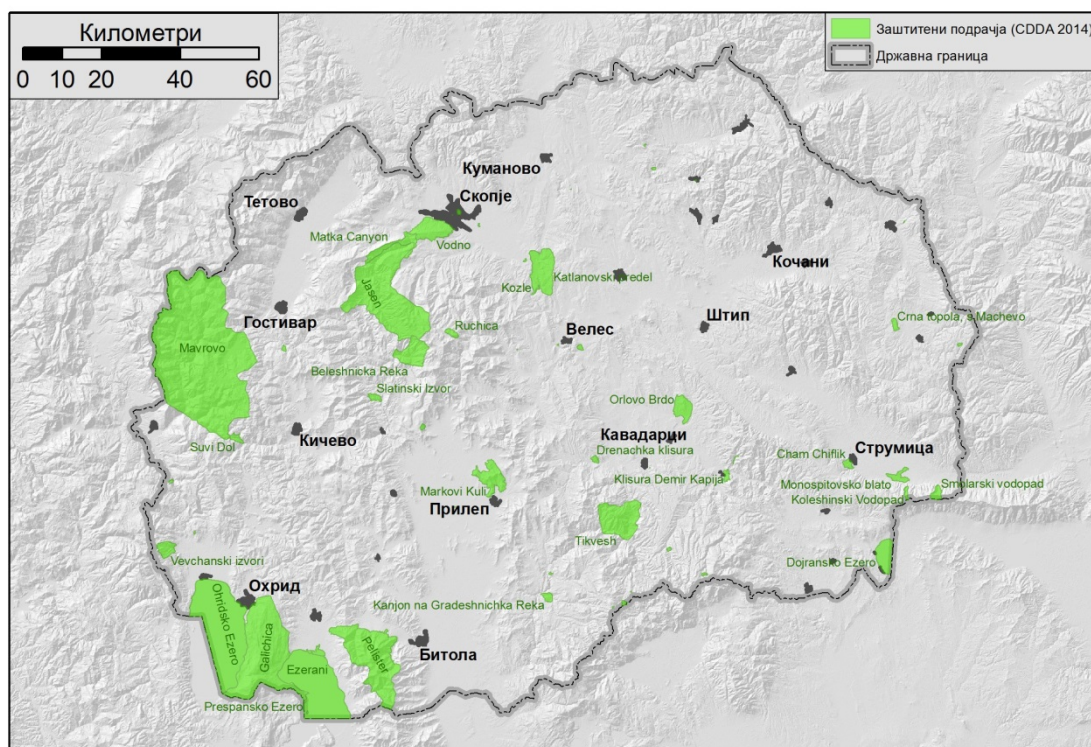 Километри
0 10 20 40 60
Заштитени подрачја (CDDA 2014)
Државна граница
Куманово
Скопје
Тетово
Matka Canyon
Vodno
Кочани
Katlanovski predel
Kozle
Jasen
Гостивар
Штип
Crna topola, s.Machevo
Ruchica
Велес
Mavrovo
Beleshnicka Reka
Slatinski Izvor
Orlovo Brdo
Кичево
Suvi Dol
Кавадарци
Drenachka klisura
Струмица
Cham Chiflik
Klisura Demir Kapija
Monospitovsko blato
Smolarski vodopad
Koleshinski Vodopad
Markovi Kuli
Прилеп
Tikvesh
Vevchanski izvori
Dojransko Ezero
Охрид
Kanjon na Gradeshnichka Reka
Ohridsko Ezero
Galichica
Pelister
Битола
Ezerani
Prespansko Ezero